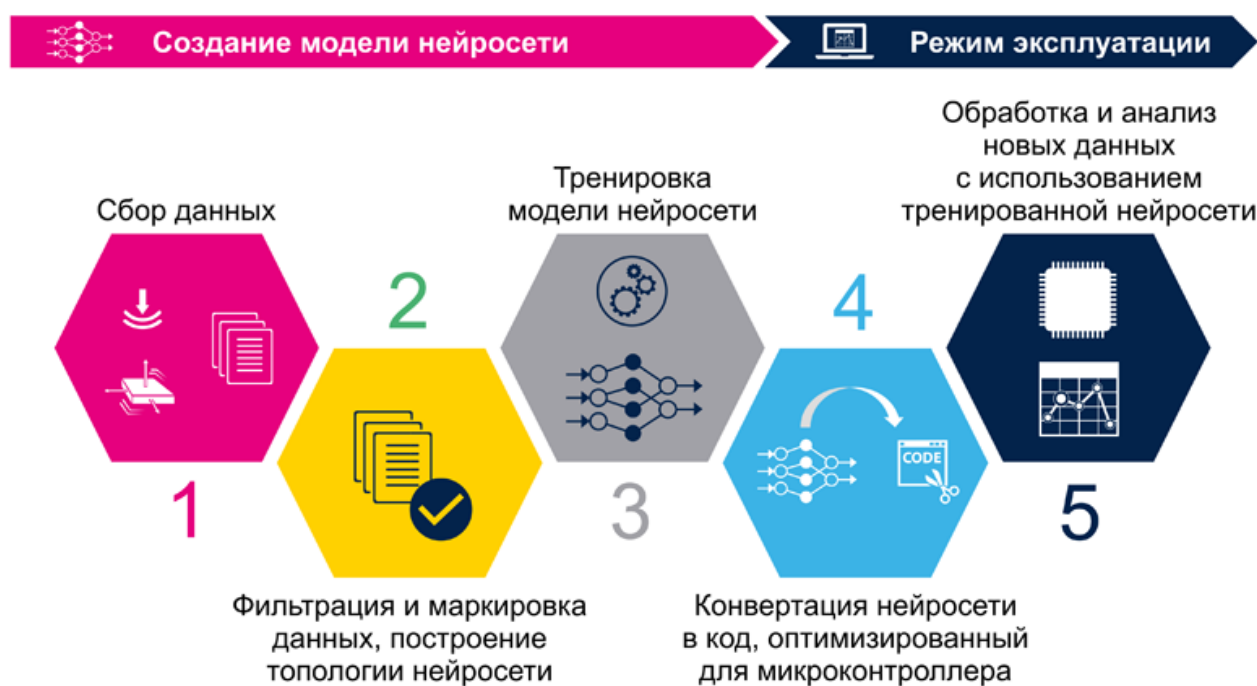 Создание модели нейросети
Режим эксплуатации
Сбор данных
1
2
Фильтрация и маркировка
данных, построение
топологии нейросети
Тренировка
модели нейросети
3
4
CODE
Конвертация нейросети
в код, оптимизированный
для микроконтроллера
Обработка и анализ
новых данных
с использованием
тренированной нейросети
5